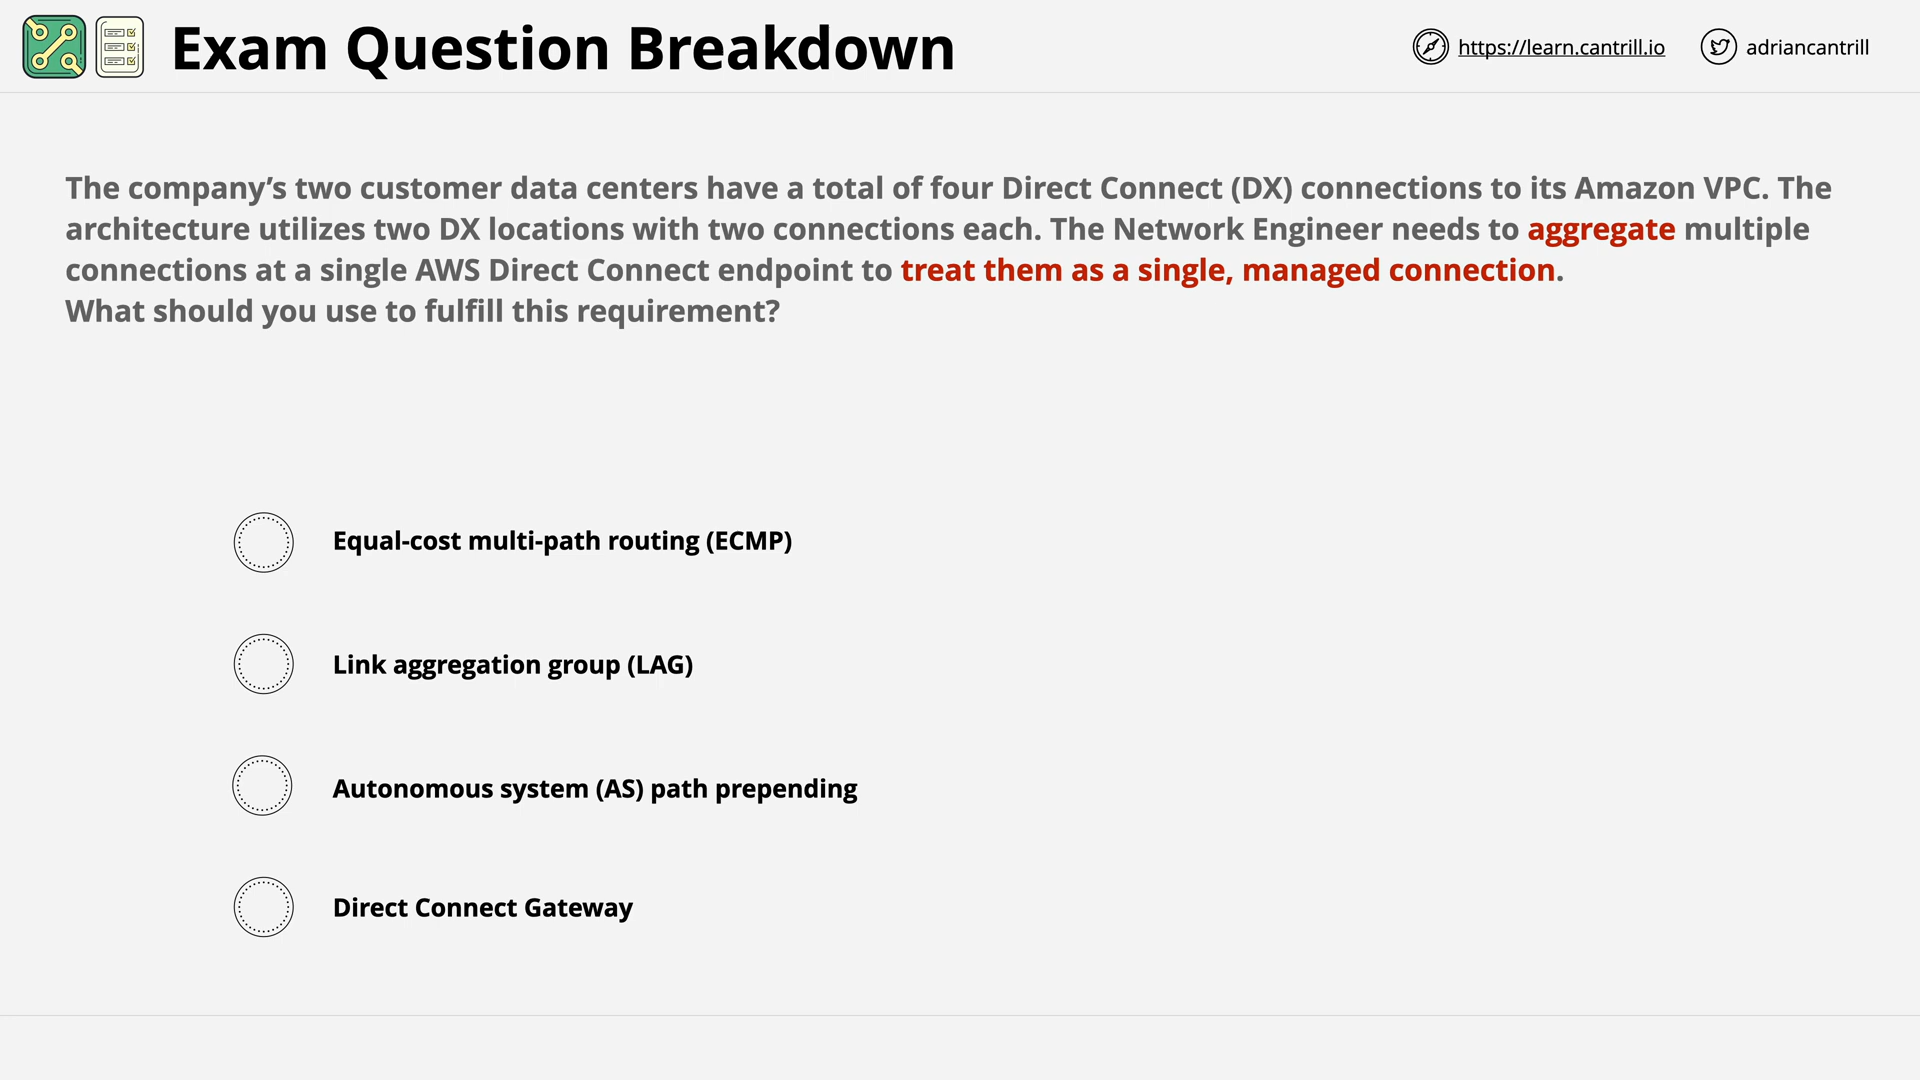 Exam Question Breakdown
https://learn.cantrill.io
adriancantrill
The company’s two customer data centers have a total of four Direct Connect (DX) connections to its Amazon VPC. The
architecture utilizes two DX locations with two connections each. The Network Engineer needs to aggregate multiple
connections at a single AWS Direct Connect endpoint to treat them as a single, managed connection.
What should you use to fulfill this requirement?
Equal-cost multi-path routing (ECMP)
Link aggregation group (LAG)
Autonomous system (AS) path prepending
Direct Connect Gateway